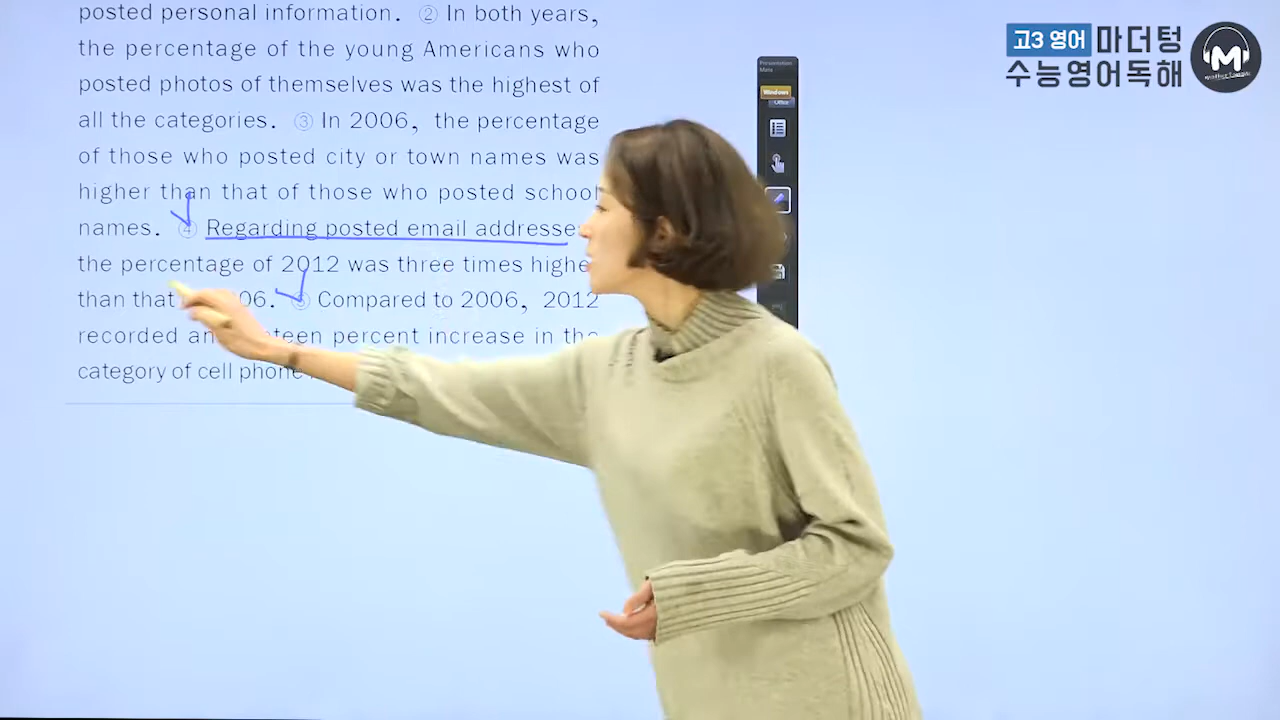 posted personal information. ② In both years,
the percentage of the young Americans who
posted photos of themselves was the highest of
all the categories. ③ In 2006, the percentage
of those who posted city or town names was
higher than that of those who posted school
names. ④ Regarding posted email addresse
the percentage of 2012 was three times highe
than that 06. ⑤ Compared to 2006, 2012
recorded an teen percent increase in the
category of cell phone
고3 영어 마더텅
수능영어독해
M
Presentation
Windows
Office